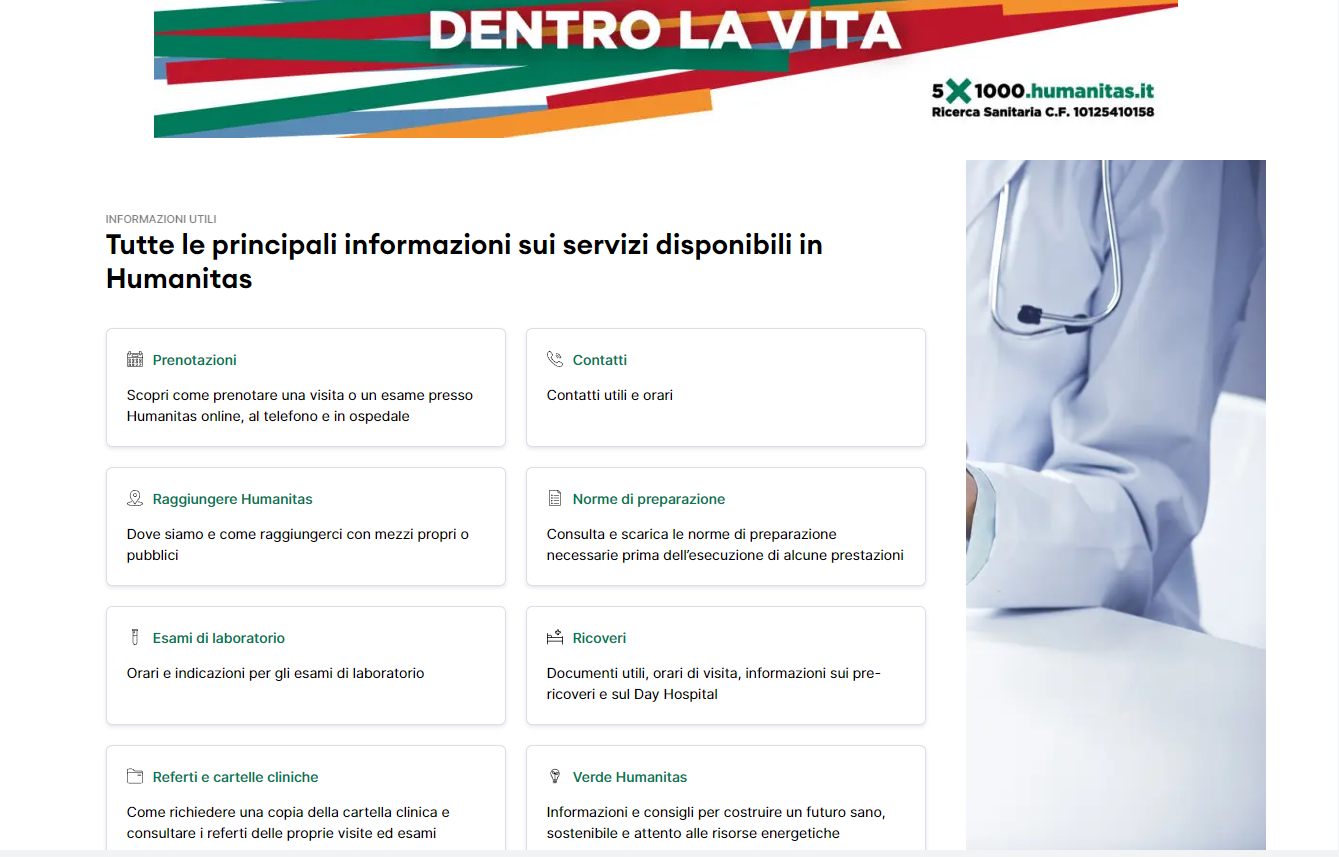 DENTRO LA VITA
5X1000.humanitas.it
Ricerca Sanitaria C.F. 10125410158
INFORMAZIONI UTILI
Tutte le principali informazioni sui servizi disponibili in
Humanitas
Prenotazioni
Scopri come prenotare una visita o un esame presso
Humanitas online, al telefono e in ospedale
Contatti
Contatti utili e orari
Raggiungere Humanitas
Dove siamo e come raggiungerci con mezzi propri o
pubblici
Norme di preparazione
Consulta e scarica le norme di preparazione
necessarie prima dell’esecuzione di alcune prestazioni
Esami di laboratorio
Orari e indicazioni per gli esami di laboratorio
Ricoveri
Documenti utili, orari di visita, informazioni sui pre-
ricoveri e sul Day Hospital
Referti e cartelle cliniche
Come richiedere una copia della cartella clinica e
consultare i referti delle proprie visite ed esami
Verde Humanitas
Informazioni e consigli per costruire un futuro sano,
sostenibile e attento alle risorse energetiche